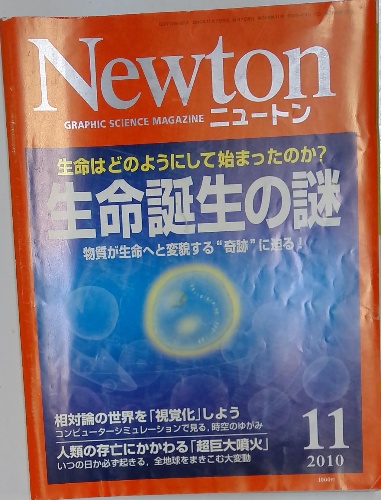 Newton
GRAPHIC SCIENCE MAGAZINE ニュートン
生命はどのようにして始まったのか?
生命誕生の謎
物質が生命へと変貌する“奇跡”に迫る!
相対論の世界を「視覚化」しよう
コンピューターシミュレーションで見る,時空のゆがみ
人類の存亡にかかわる「超巨大噴火」
いつの日か必ず起きる,全地球をまきこむ大変動
11
2010